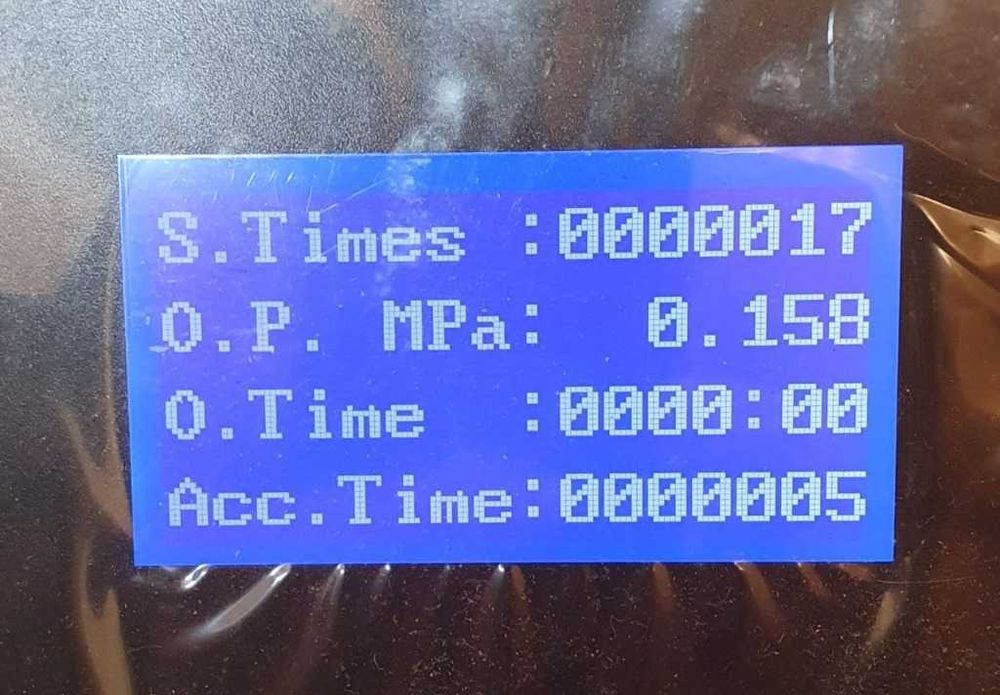 S.Times :0000017
O.P. MPa: 0.158
O.Time :0000:00
Acc.Time:0000005